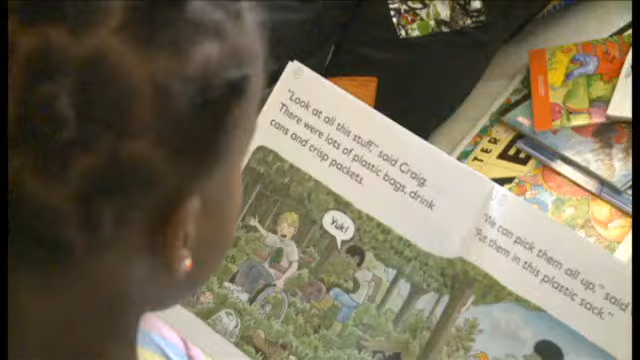 "Look at all this stuff," said Craig.
There were lots of plastic bags, drink
cans and crisp packets.
Yuk!
"We can pick them all up," said
"Put them in this plastic sack."
TER